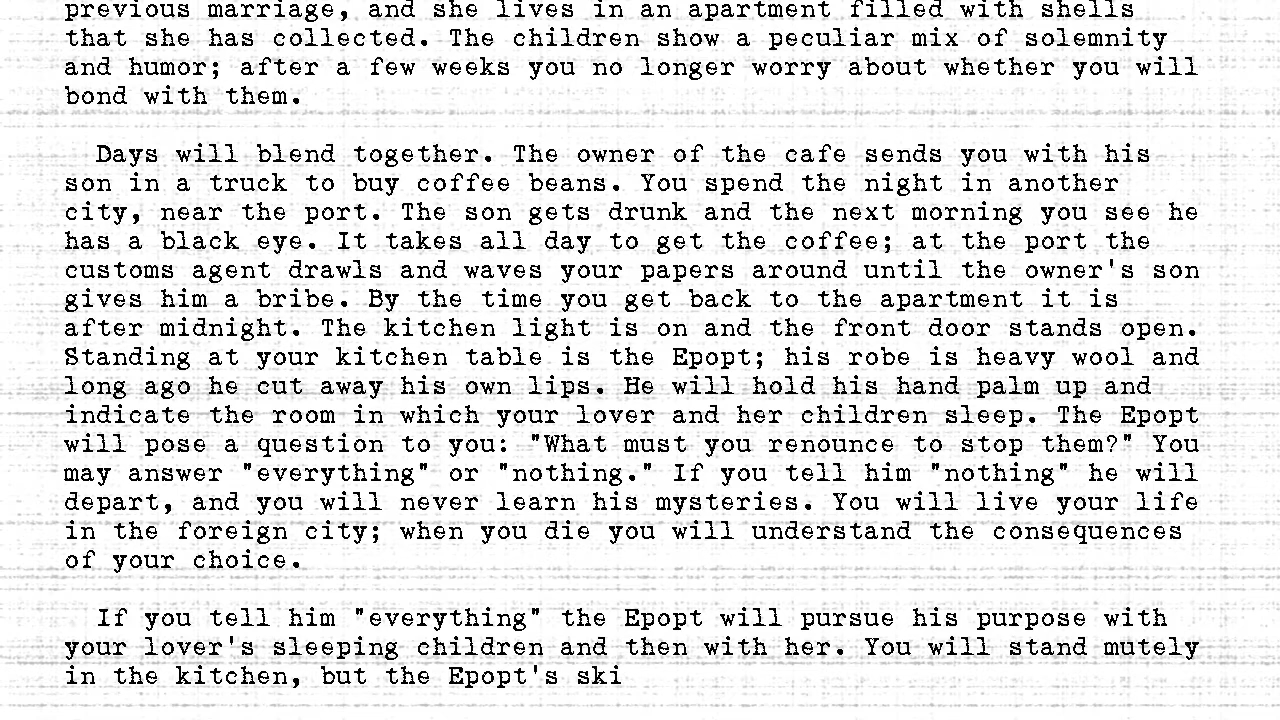 previous marriage, and she lives in an apartment filled with shells
that she has collected. The children show a peculiar mix of solemnity
and humor; after a few weeks you no longer worry about whether you will
bond with them.
Days will blend together. The owner of the cafe sends you with his
son in a truck to buy coffee beans. You spend the night in another
city, near the port. The son gets drunk and the next morning you see he
has a black eye. It takes all day to get the coffee; at the port the
customs agent drawls and waves your papers around until the owner's son
gives him a bribe. By the time you get back to the apartment it is
after midnight. The kitchen light is on and the front door stands open.
Standing at your kitchen table is the Epopt; his robe is heavy wool and
long ago he cut away his own lips. He will hold his hand palm up and
indicate the room in which your lover and her children sleep. The Epopt
will pose a question to you: "What must you renounce to stop them?" You
may answer "everything" or "nothing." If you tell him "nothing" he will
depart, and you will never learn his mysteries. You will live your life
in the foreign city; when you die you will understand the consequences
of your choice.
If you tell him "everything" the Epopt will pursue his purpose with
your lover's sleeping children and then with her. You will stand mutely
in the kitchen, but the Epopt's ski